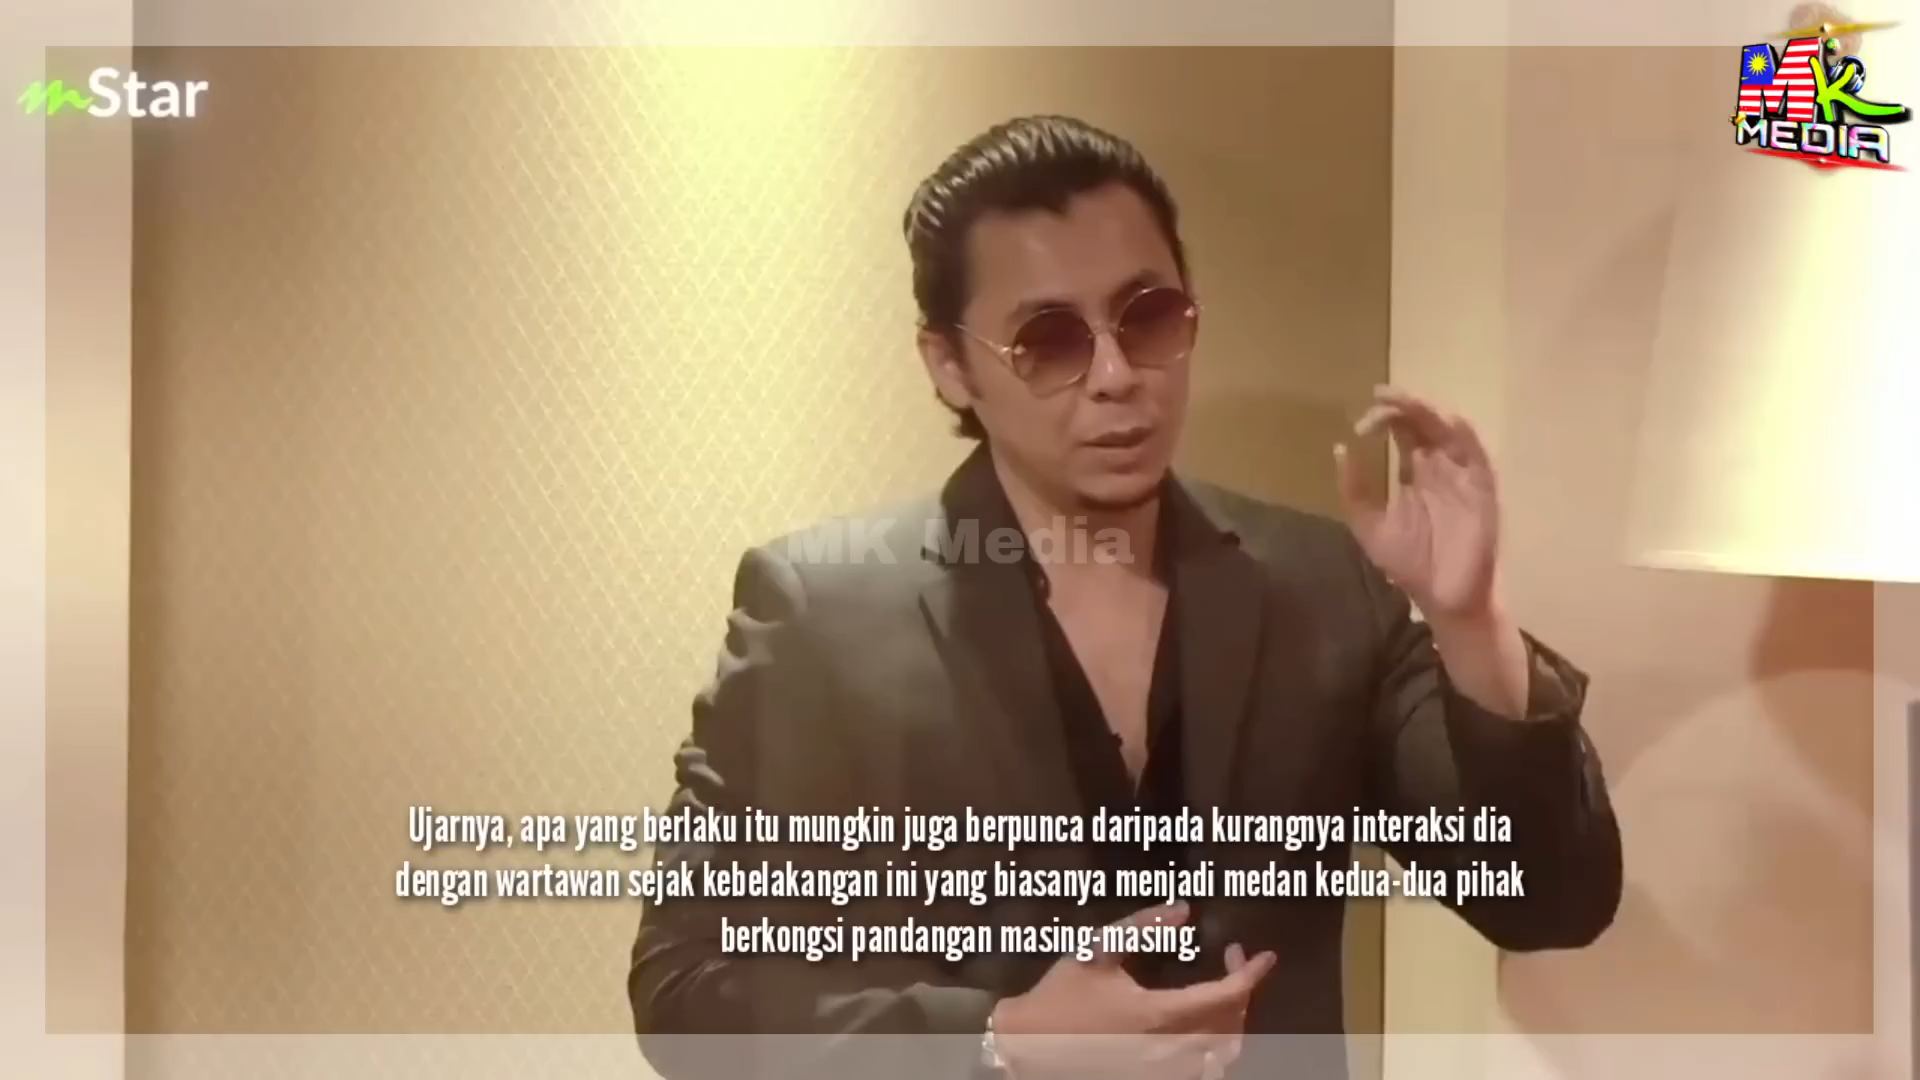 mStar
MK
MEDIA
MK Media
Ujarnya, apa yang berlaku itu mungkin juga berpunca daripada kurangnya interaksi dia
dengan wartawan sejak kebelakangan ini yang biasanya menjadi medan kedua-dua pihak
berkongsi pandangan masing-masing.